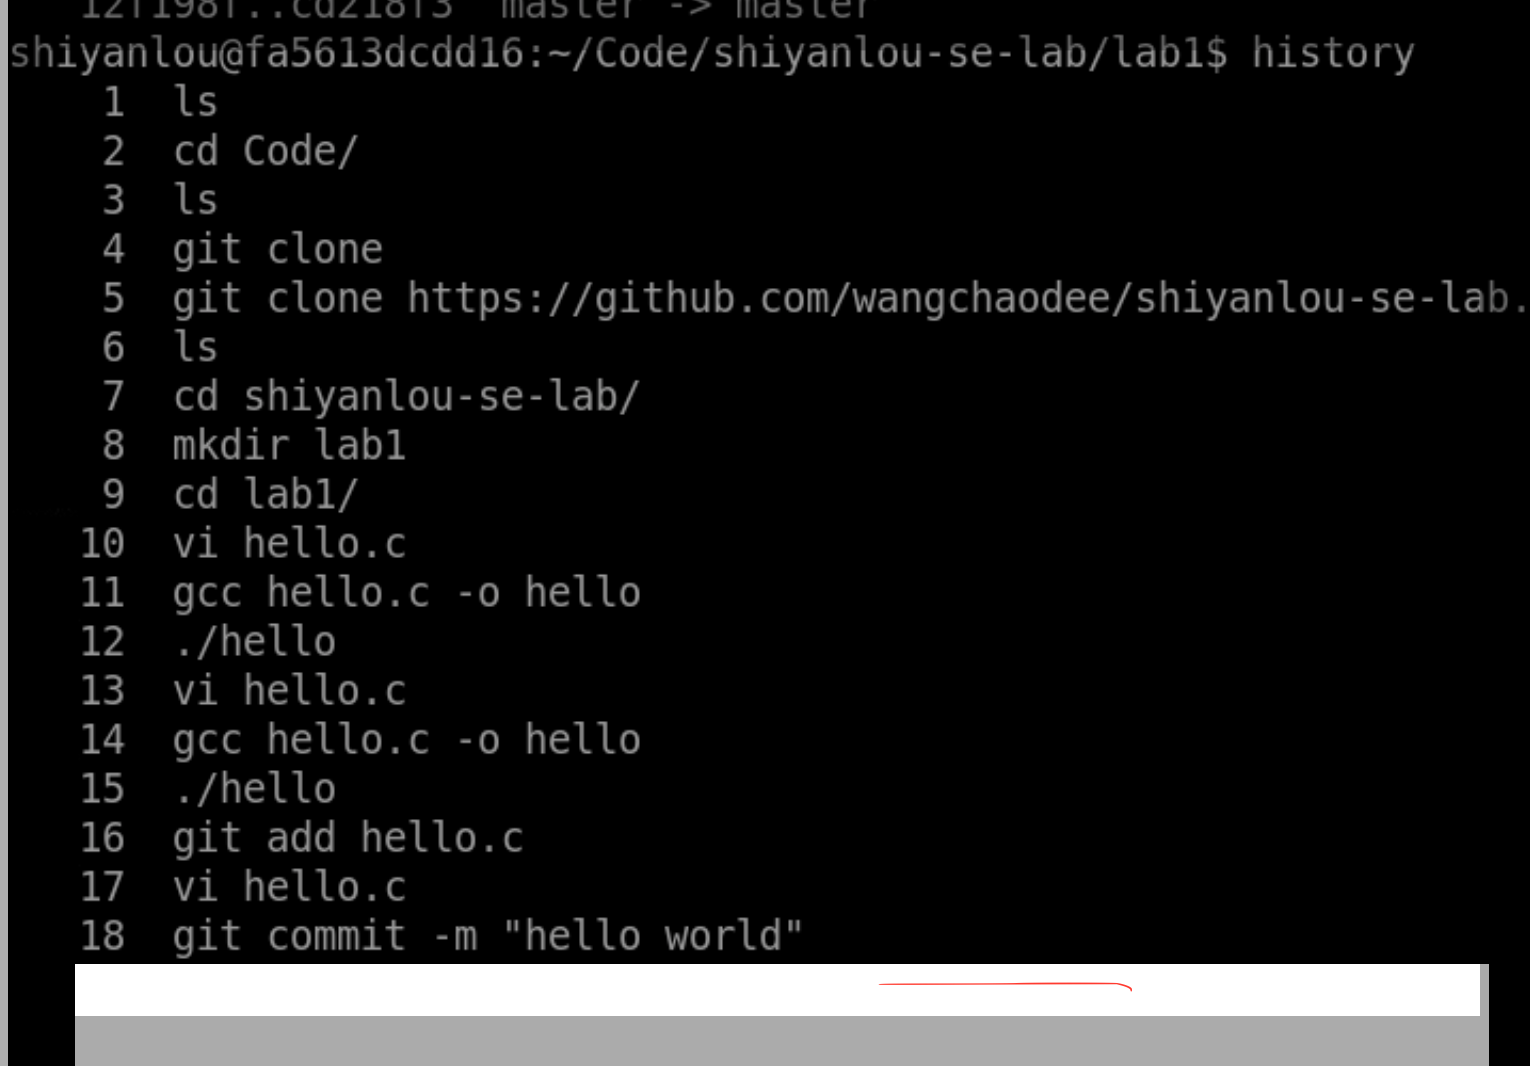 12f198f..cd218f3  master -> master
shiyanlou@fa5613dcdd16:~/Code/shiyanlou-se-lab/lab1$ history
1  ls
2  cd Code/
3  ls
4  git clone
5  git clone https://github.com/wangchaodee/shiyanlou-se-lab.
6  ls
7  cd shiyanlou-se-lab/
8  mkdir lab1
9  cd lab1/
10  vi hello.c
11  gcc hello.c -o hello
12  ./hello
13  vi hello.c
14  gcc hello.c -o hello
15  ./hello
16  git add hello.c
17  vi hello.c
18  git commit -m "hello world"